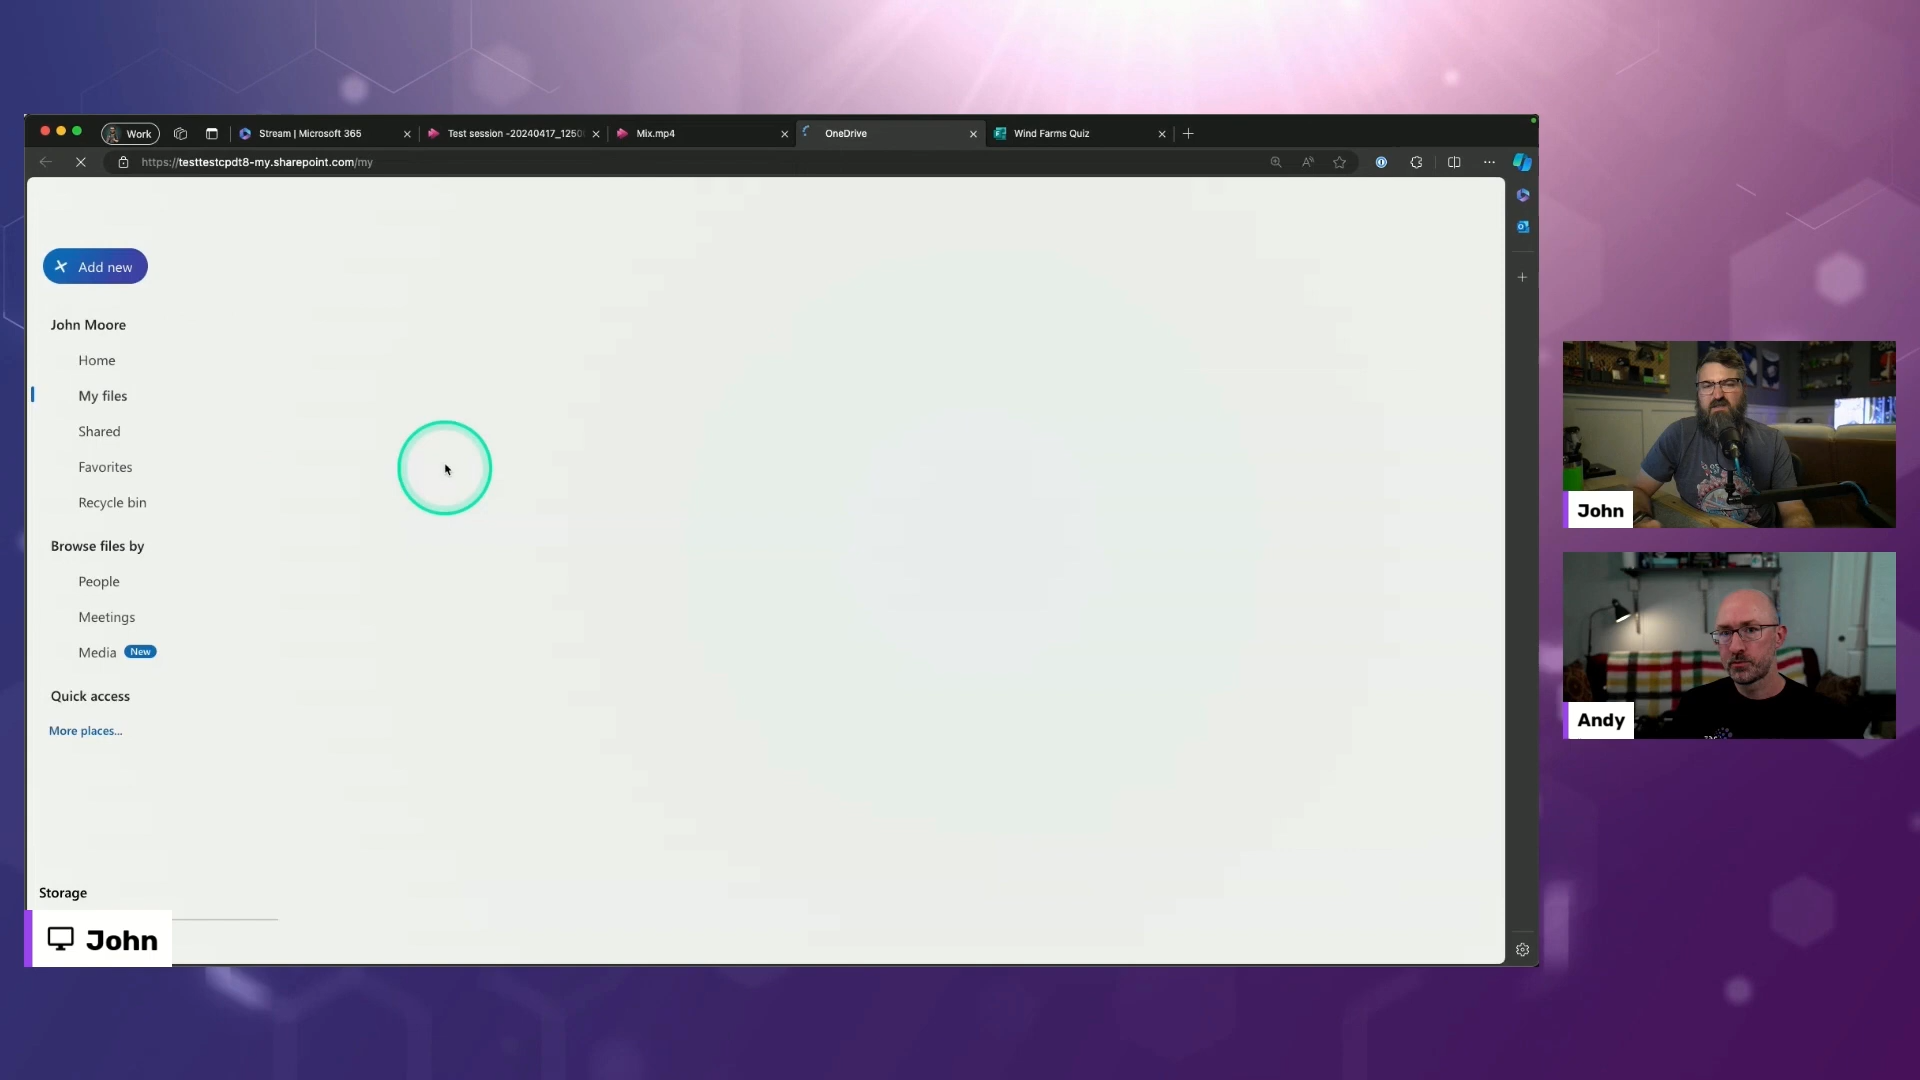 Work
Stream | Microsoft 365
Test session -20240417_1250
Mix.mp4
OneDrive
Wind Farms Quiz
https://testtestcpdt8-my.sharepoint.com/my
Add new
John Moore
Home
My files
Shared
Favorites
Recycle bin
Browse files by
People
Meetings
Media New
Quick access
More places...
Storage
John
John
Andy